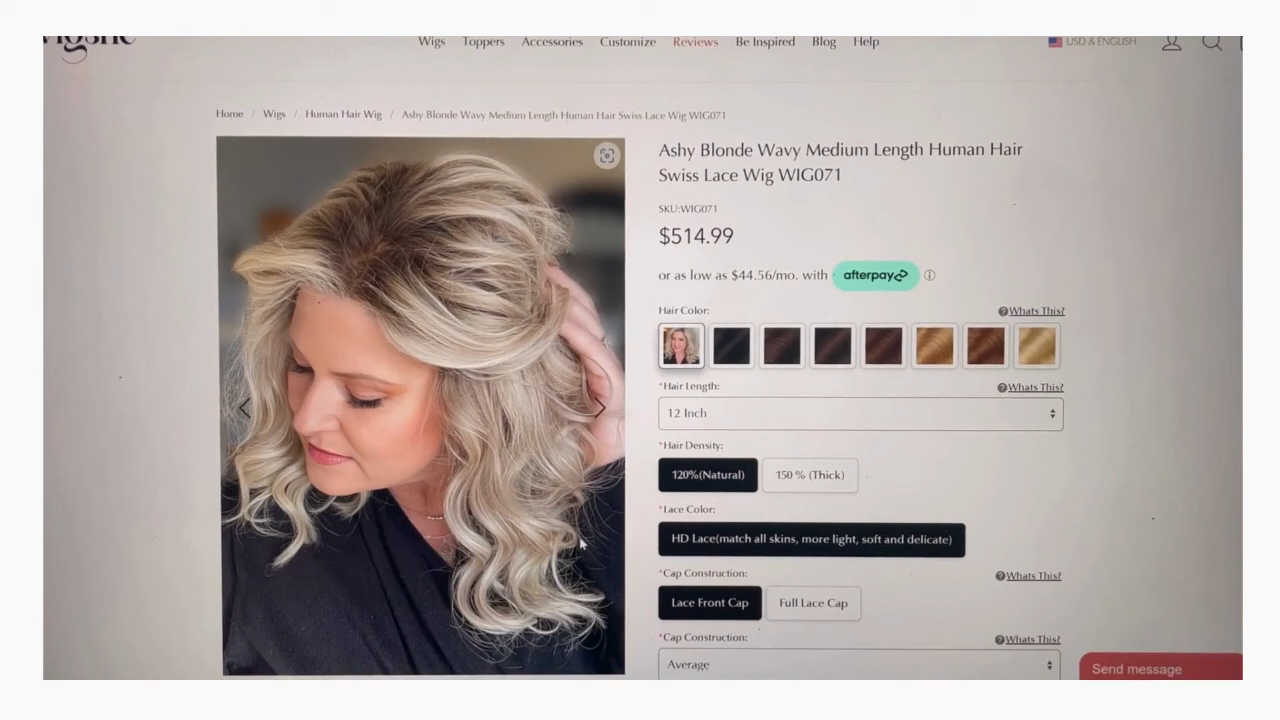 Wigs Toppers Accessories Customize Reviews Be Inspired Blog Help USD & ENGLISH
Home / Wigs / Human Hair Wig / Ashy Blonde Wavy Medium Length Human Hair Swiss Lace Wig WIG071
Ashy Blonde Wavy Medium Length Human Hair
Swiss Lace Wig WIG071
SKU:WIG071
$514.99
or as low as $44.56/mo. with afterpay
Hair Color: Whats This?
*Hair Length: Whats This?
12 Inch
*Hair Density:
120%(Natural) 150 % (Thick)
*Lace Color:
HD Lace(match all skins, more light, soft and delicate)
*Cap Construction: Whats This?
Lace Front Cap Full Lace Cap
*Cap Construction: Whats This?
Average
Send message